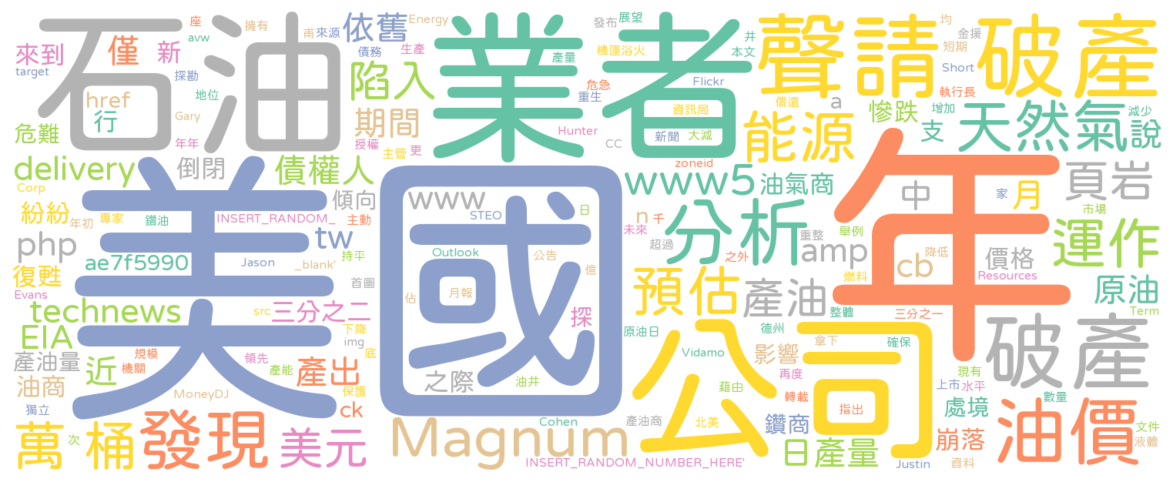 座 avw 擁有 甫 來源 Energy 均 井
石油 業者 聲請 破產
來到 僅 新 依舊 債務 生產 發布 展望 本文 金援 短期
target 探勘 地位 陷入 產量 機運浴火 危急 重生 Flickr 資訊局 償還 Short 執行長
href 行 Gary 年年 期間 授權 主管 更 Hunter CC 新聞 大減 zoneid 能源 a 慘跌 增加 支 天然氣 減少 說
危難 delivery 倒閉 債權人 傾向 www www5 油氣商 中 家 月 頁岩
Corp 紛紛 年初 專家 鑽油 INSERT_RANDOM_ 主動 STEO 日 n 千 未來 分析 重整 舉例 市場 運作
美國 年
php ae7f5990 Jason tw _blank' 持平 Outlook 公告 億 超過 之外 amp cb 降低 價格 Resources
復甦 Evans src 首圖 佔 月報 探 預估 產油 燃料 原油 Term
technews 三分之二 img 下降 原油日 德州 整體 三分之一
EIA 規模 領先 底 Vidamo 公司 影響 確保 拿下 現有 上市 水平 破產
產油量 近 機關 產能 產出 保護 之際 油井 藉由 再度 數量
油商 MoneyDJ 獨立 ck Cohen 產油商 北美 轉載 鑽商 指出 處境 文件
萬 次 桶 發現 美元 Magnum INSERT_RANDOM_NUMBER_HERE' 日產量 Justin 崩落 資料 油價 液體